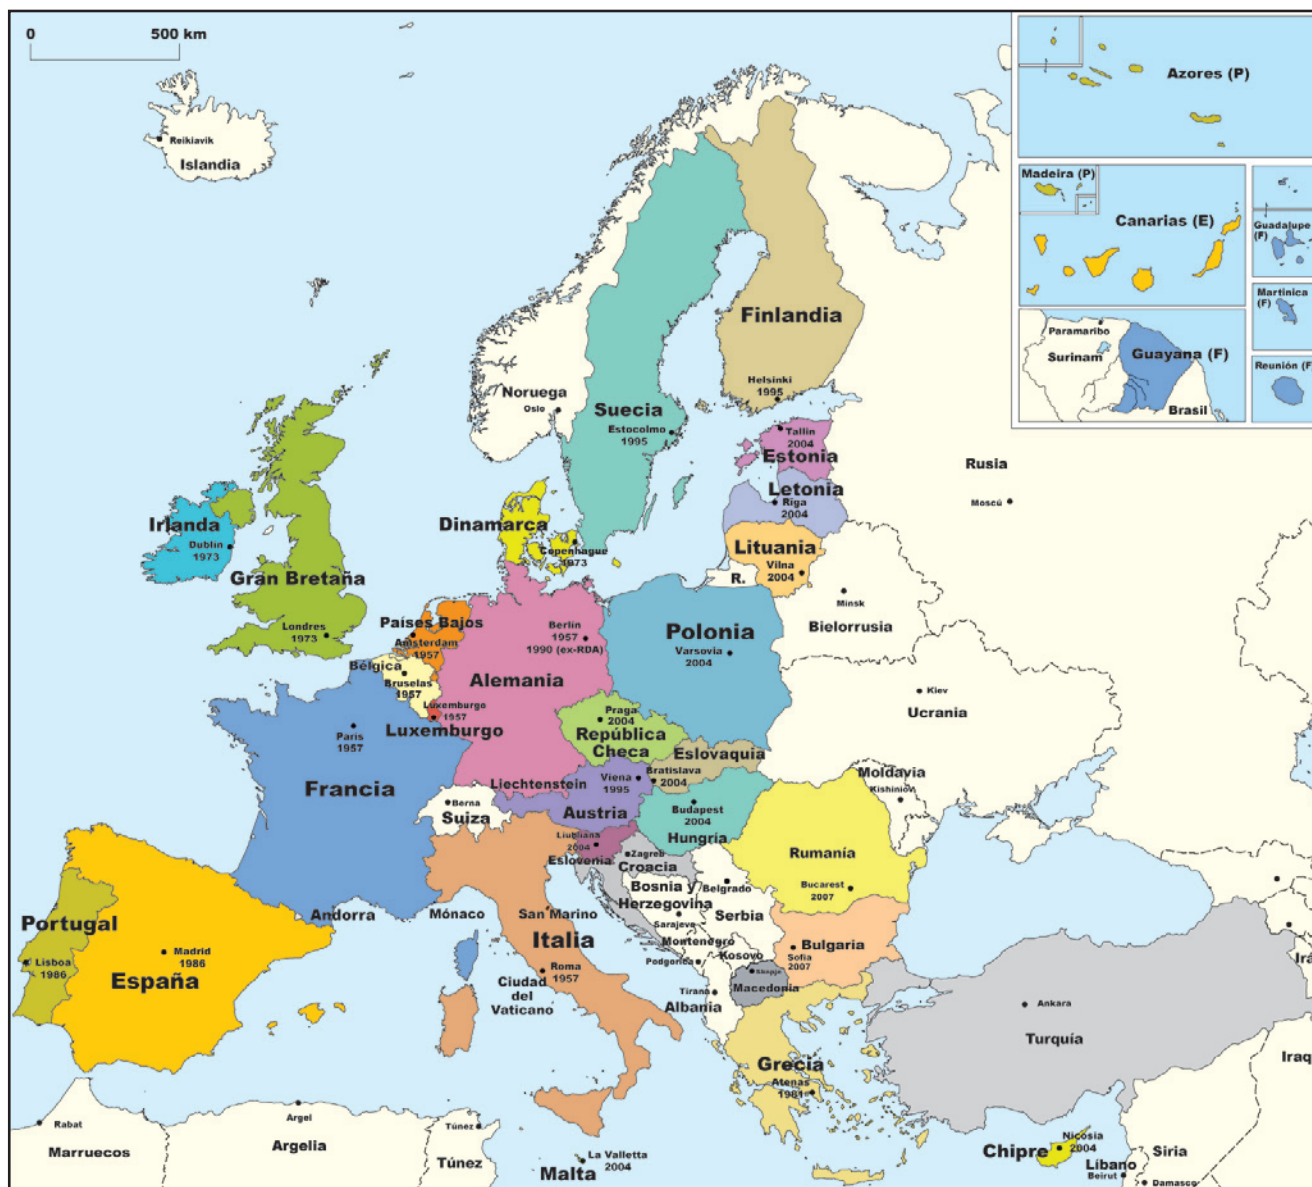 0 500 km
Azores (P)
Reikiavik
Islandia
Madeira (P)
Canarias (E)
Guadalupe
(F)
Martinica
(F)
Finlandia
Paramaribo
Surinam
Guayana (F)
Reunión (F
Brasil
Helsinki
1995
Noruega
Oslo
Suecia
Estocolmo
1995
Tallin
2004
Estonia
Rusia
Moscú
Letonia
Riga
2004
Irlanda
Dublín
1973
Dinamarca
Copenhague
1973
Lituania
Vilna
2004
R.
Gran Bretaña
Londres
1973
Minsk
Bielorrusia
Países Bajos
Amsterdam
1957
Berlín
1957
1990 (ex-RDA)
Polonia
Varsovia
2004
Bélgica
Bruselas
1957
Alemania
Kiev
Ucrania
Luxemburgo
1957
Luxemburgo
París
1957
Praga
2004
República
Checa
Eslovaquia
Bratislava
2004
Francia
Liechtenstein
Viena
1995
Austria
Moldavia
Kishiniov
Berna
Suiza
Budapest
2004
Hungría
Liubliana
2004
Eslovenia
Zagreb
Croacia
Rumanía
Bucarest
2007
Bosnia y
Herzegovina
Sarajevo
Belgrado
Serbia
Portugal
Lisboa
1986
Andorra
Mónaco
San Marino
Madrid
1986
España
Italia
Roma
1957
Ciudad
del
Vaticano
Montenegro
Podgorica
Kosovo
Bulgaria
Sofía
2007
Skopje
Macedonia
Tirana
Albania
Ankara
Turquía
Irá
Iraq
Grecia
Atenas
1981
Rabat
Marruecos
Argel
Argelia
Túnez
Túnez
La Valletta
2004
Malta
Nicosia
2004
Chipre
Siria
Líbano
Beirut
Damasco